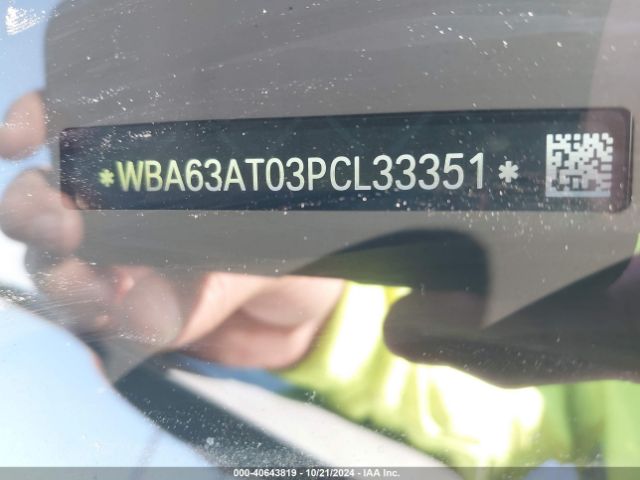 *WBA63AT03PCL33351*
000-40643819 | 10/21/2024 | IAA Inc.